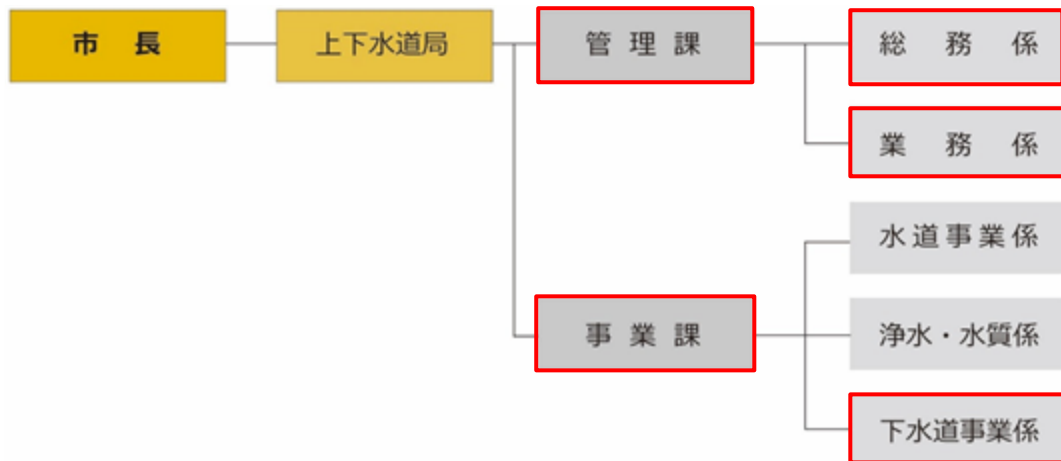 市長
上下水道局
管理課
総務係
業務係
水道事業係
事業課
浄水・水質係
下水道事業係